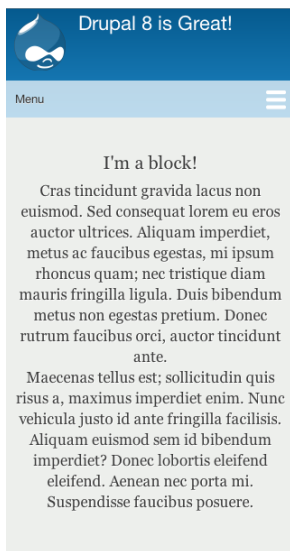 Drupal 8 is Great!
Menu
I'm a block!
Cras tincidunt gravida lacus non
euismod. Sed consequat lorem eu eros
auctor ultrices. Aliquam imperdiet,
metus ac faucibus egestas, mi ipsum
rhoncus quam; nec tristique diam
mauris fringilla ligula. Duis bibendum
metus non egestas pretium. Donec
rutrum faucibus orci, auctor tincidunt
ante.
Maecenas tellus est; sollicitudin quis
risus a, maximus imperdiet enim. Nunc
vehicula justo id ante fringilla facilisis.
Aliquam euismod sem id bibendum
imperdiet? Donec lobortis eleifend
eleifend. Aenean nec porta mi.
Suspendisse faucibus posuere.